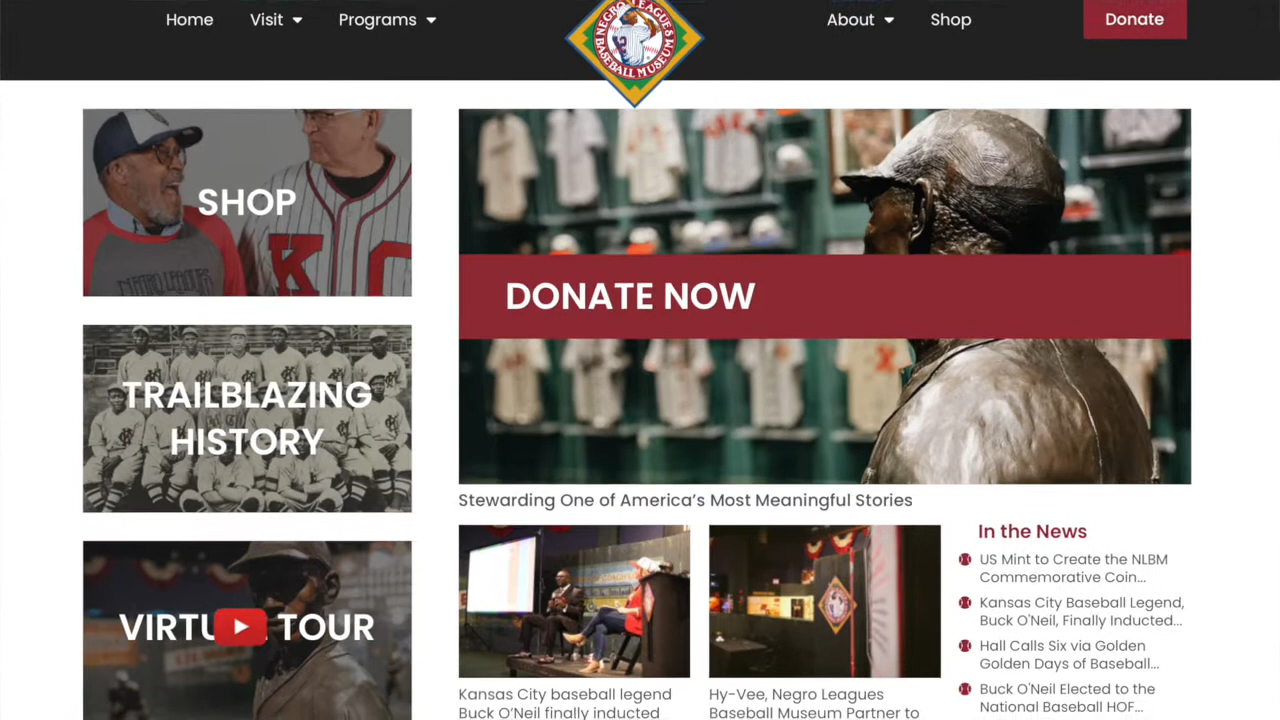 Home
Visit
Programs
NEGRO LEAGUES
BASEBALL MUSEUM
About
Shop
Donate
SHOP
K C
NEGRO LEAGUES
TRAILBLAZING
HISTORY
VIRTU TOUR
DONATE NOW
Stewarding One of America's Most Meaningful Stories
Kansas City baseball legend
Buck O'Neil finally inducted
Hy-Vee, Negro Leagues
Baseball Museum Partner to
In the News
US Mint to Create the NLBM
Commemorative Coin...
Kansas City Baseball Legend,
Buck O'Neil, Finally Inducted...
Hall Calls Six via Golden
Golden Days of Baseball...
Buck O'Neil Elected to the
National Baseball HOF...